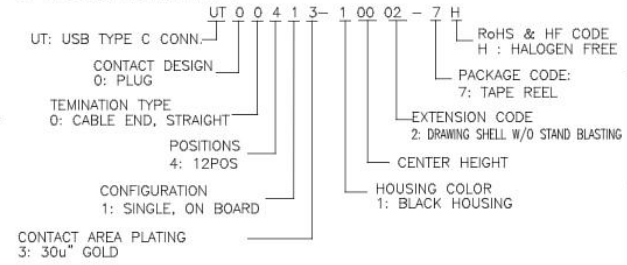 UT 0 0 4 1 3- 1 00 02 - 7 H
UT: USB TYPE C CONN.
RoHS & HF CODE
H : HALOGEN FREE
CONTACT DESIGN
0: PLUG
PACKAGE CODE:
7: TAPE REEL
TEMINATION TYPE
0: CABLE END, STRAIGHT
EXTENSION CODE
2: DRAWING SHELL W/O STAND BLASTING
POSITIONS
4: 12POS
CENTER HEIGHT
CONFIGURATION
1: SINGLE, ON BOARD
HOUSING COLOR
1: BLACK HOUSING
CONTACT AREA PLATING
3: 30u" GOLD